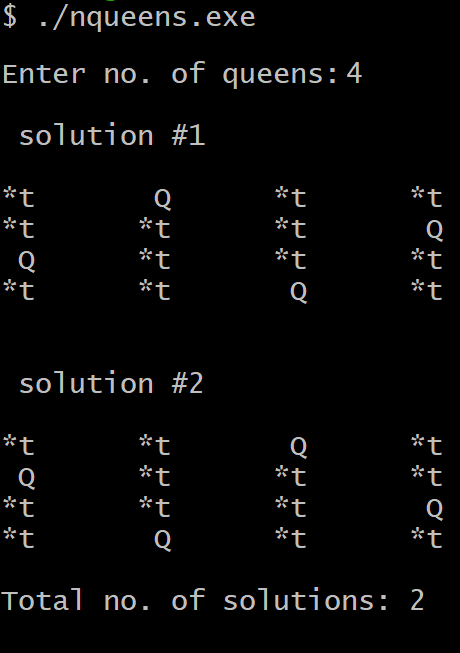 $ ./nqueens.exe
Enter no. of queens:4
solution #1
*t Q *t *t
*t *t *t Q
Q *t *t *t
*t *t Q *t
solution #2
*t *t Q *t
Q *t *t *t
*t *t *t Q
*t Q *t *t
Total no. of solutions: 2